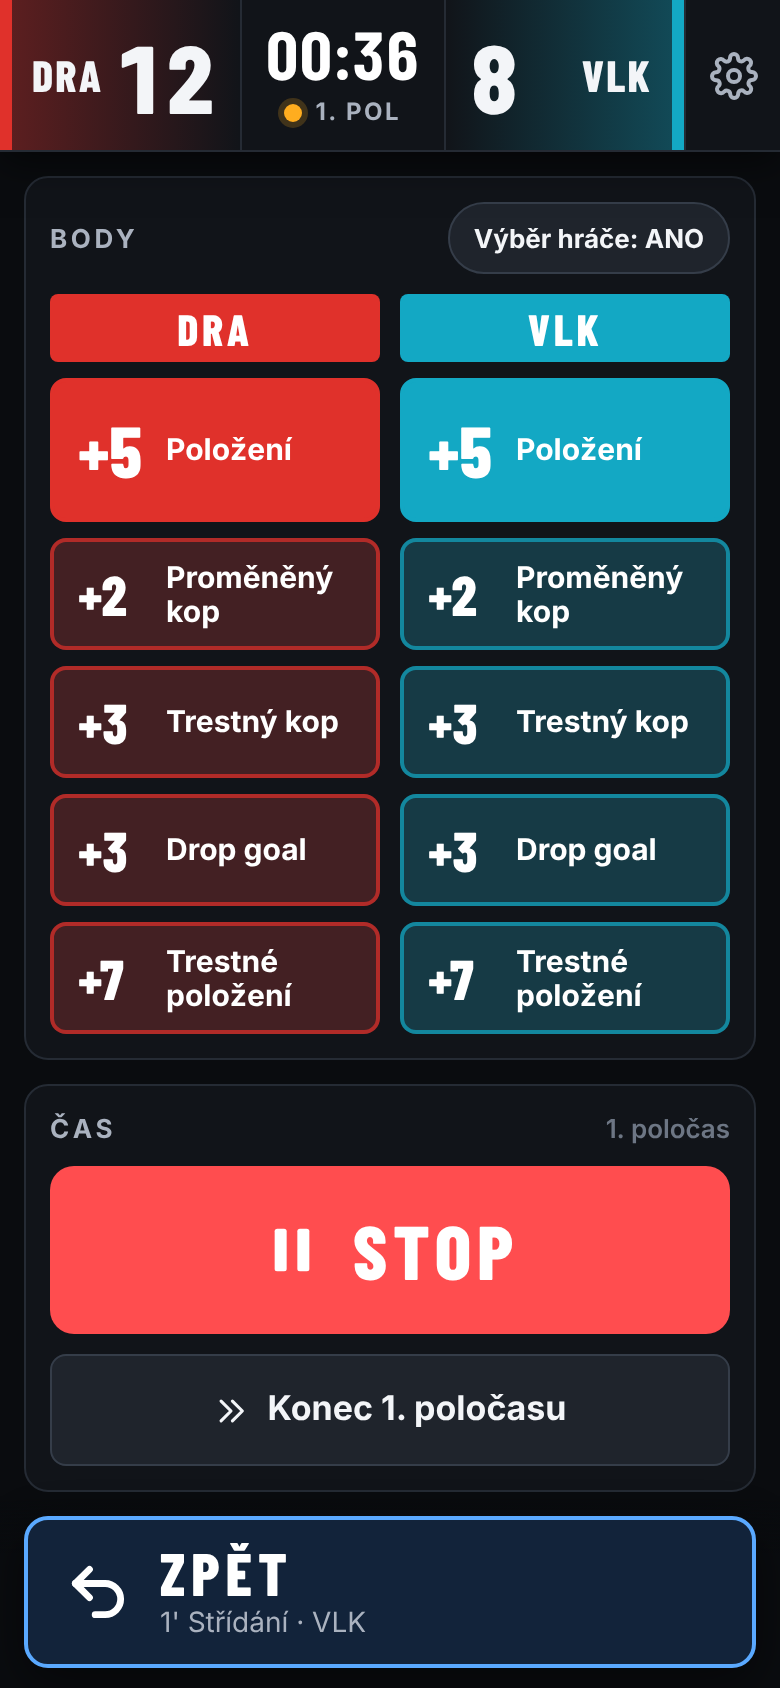 DRA 12 00:36 8 VLK
1. POL
BODY Výběr hráče: ANO
DRA VLK
+5 Položení +5 Položení
+2 Proměněný kop +2 Proměněný kop
+3 Trestný kop +3 Trestný kop
+3 Drop goal +3 Drop goal
+7 Trestné položení +7 Trestné položení
ČAS 1. poločas
STOP
Konec 1. poločasu
ZPĚT
1' Střídání · VLK